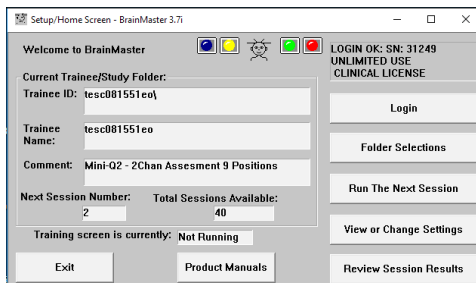 Setup/Home Screen - BrainMaster 3.7i
Welcome to BrainMaster
LOGIN OK: SN: 31249
UNLIMITED USE
CLINICAL LICENSE
Current Trainee/Study Folder:
Trainee ID: tesc081551eo\
Trainee Name: tesc081551eo
Comment: Mini-Q2 - 2Chan Assesment 9 Positions
Next Session Number: 2
Total Sessions Available: 40
Training screen is currently: Not Running
Exit
Product Manuals
Login
Folder Selections
Run The Next Session
View or Change Settings
Review Session Results